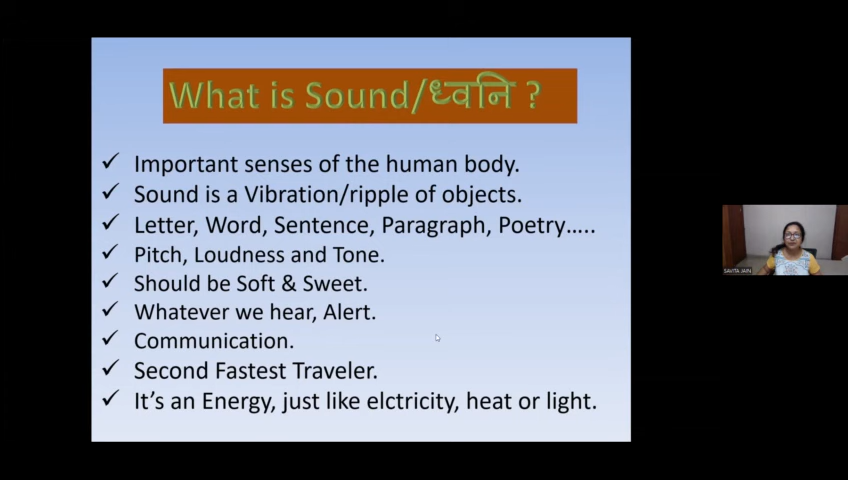 What is Sound/ध्वनि ?
✓ Important senses of the human body.
✓ Sound is a Vibration/ripple of objects.
✓ Letter, Word, Sentence, Paragraph, Poetry…..
✓ Pitch, Loudness and Tone.
✓ Should be Soft & Sweet.
✓ Whatever we hear, Alert.
✓ Communication.
✓ Second Fastest Traveler.
✓ It’s an Energy, just like elctricity, heat or light.
SAVITA JAIN